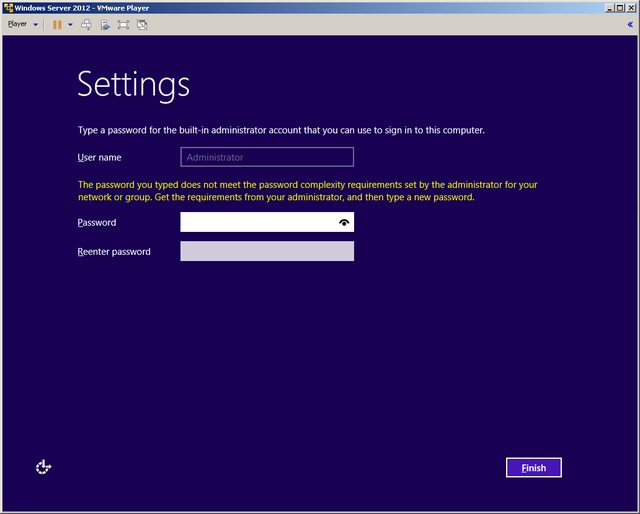 Windows Server 2012 - VMware Player
Player
Settings
Type a password for the built-in administrator account that you can use to sign in to this computer.
User name
Administrator
The password you typed does not meet the password complexity requirements set by the administrator for your
network or group. Get the requirements from your administrator, and then type a new password.
Password
Reenter password
Finish